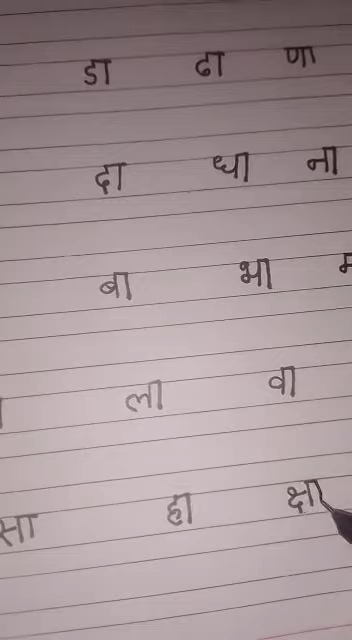 डा ढा णा
दा धा ना
बा भा
ला वा
सा हा क्षा